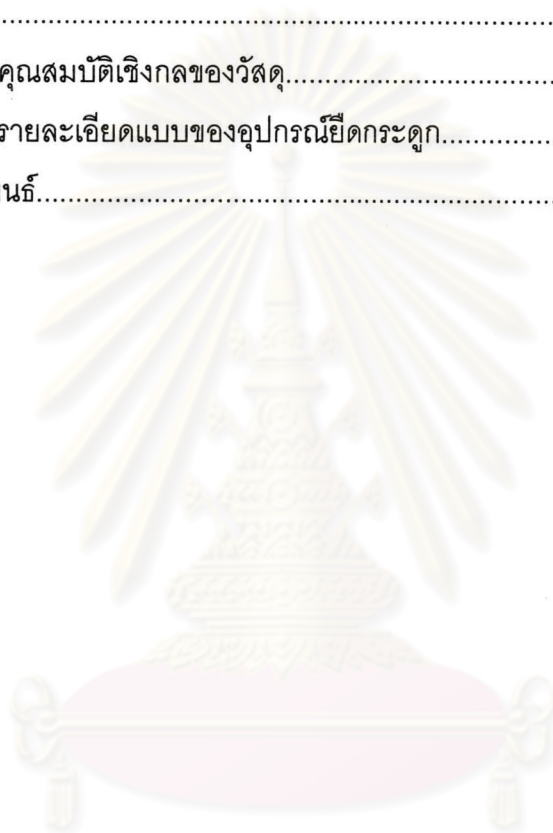 ................................................................
คุณสมบัติเชิงกลของวัสดุ................................
รายละเอียดแบบของอุปกรณ์ยึดกระดูก..............
นธ์................................................................